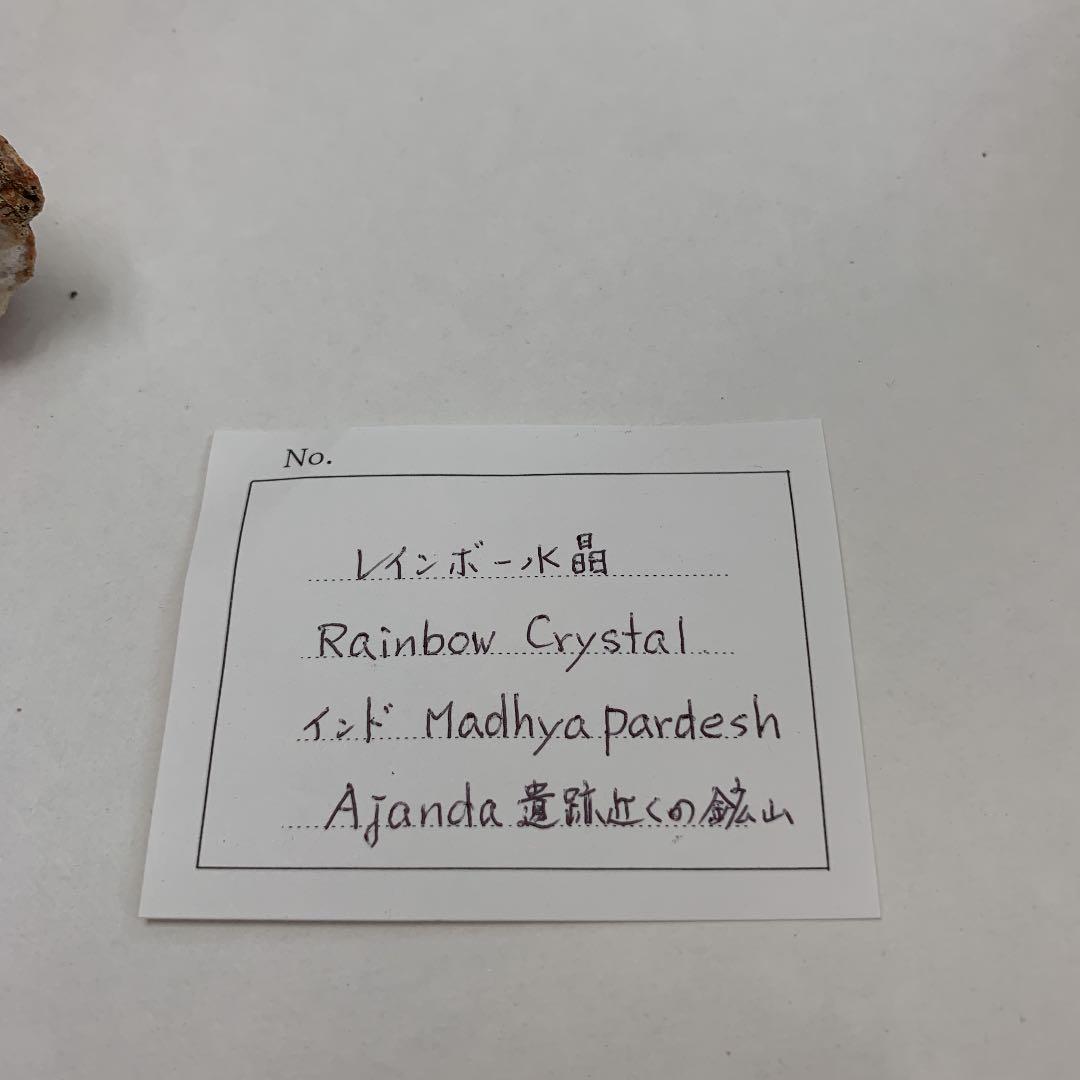 No.
レインボー水晶
Rainbow Crystal
インド Madhya pardesh
Ajanda 遺跡近くの鉱山